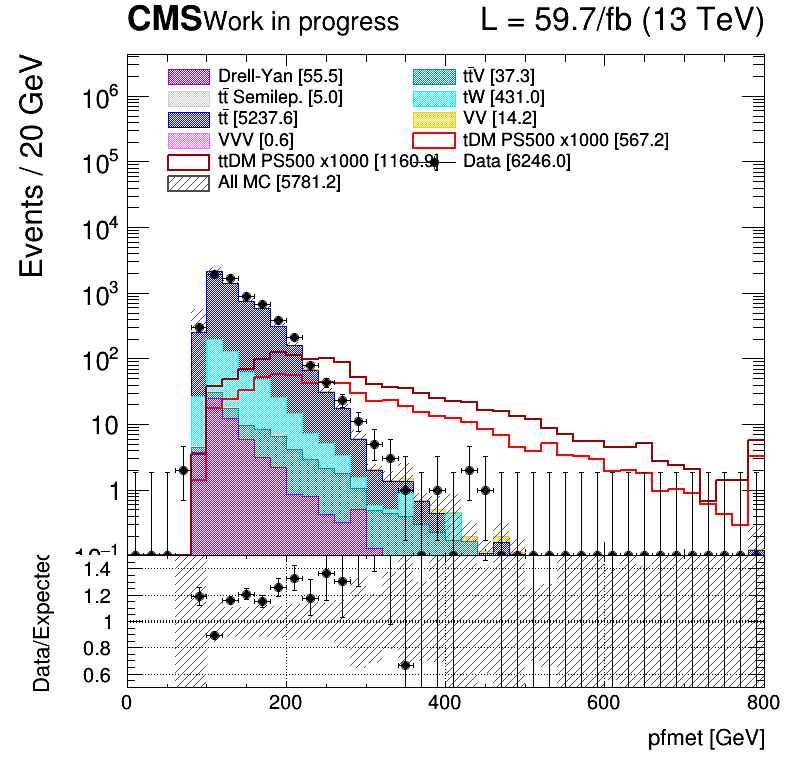 CMS Work in progress L = 59.7/fb (13 TeV)
Events / 20 GeV
Drell-Yan [55.5]
tt̄V [37.3]
tt̄ Semilep. [5.0]
tW [431.0]
tt̄ [5237.6]
VV [14.2]
VVV [0.6]
tDM PS500 x1000 [567.2]
ttDM PS500 x1000 [1160.9]
Data [6246.0]
All MC [5781.2]
10⁶
10⁵
10⁴
10³
10²
10
1
10⁻¹
Data/Expected
1.4
1.2
1
0.8
0.6
0 200 400 600 800
pfmet [GeV]